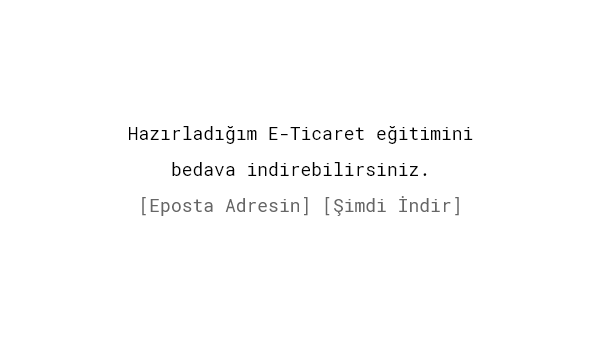 Hazırladığım E-Ticaret eğitimini
bedava indirebilirsiniz.
[Eposta Adresin] [Şimdi İndir]